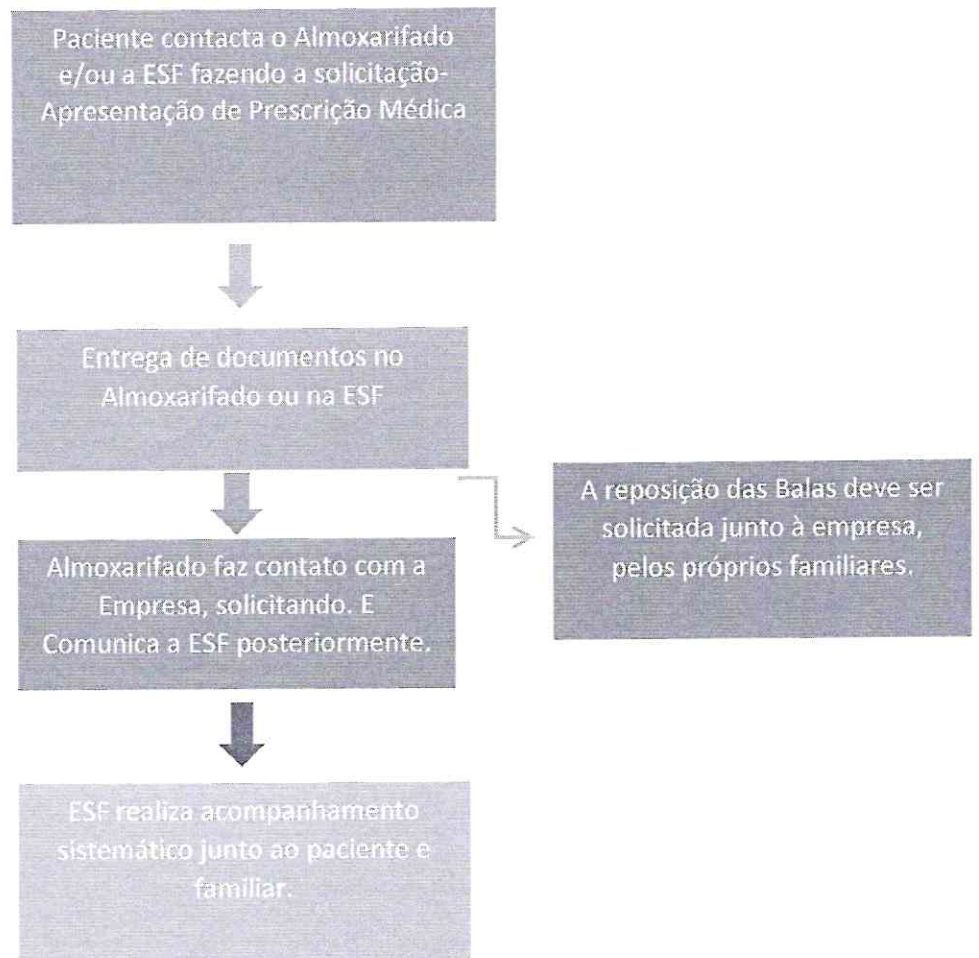 Paciente contacta o Almoxarifado
e/ou a ESF fazendo a solicitação-
Apresentação de Prescrição Médica
Entrega de documentos no
Almoxarifado ou na ESF
A reposição das Balas deve ser
solicitada junto à empresa,
pelos próprios familiares.
Almoxarifado faz contato com a
Empresa, solicitando. E
Comunica a ESF posteriormente.
ESF realiza acompanhamento
sistemático junto ao paciente e
familiar.